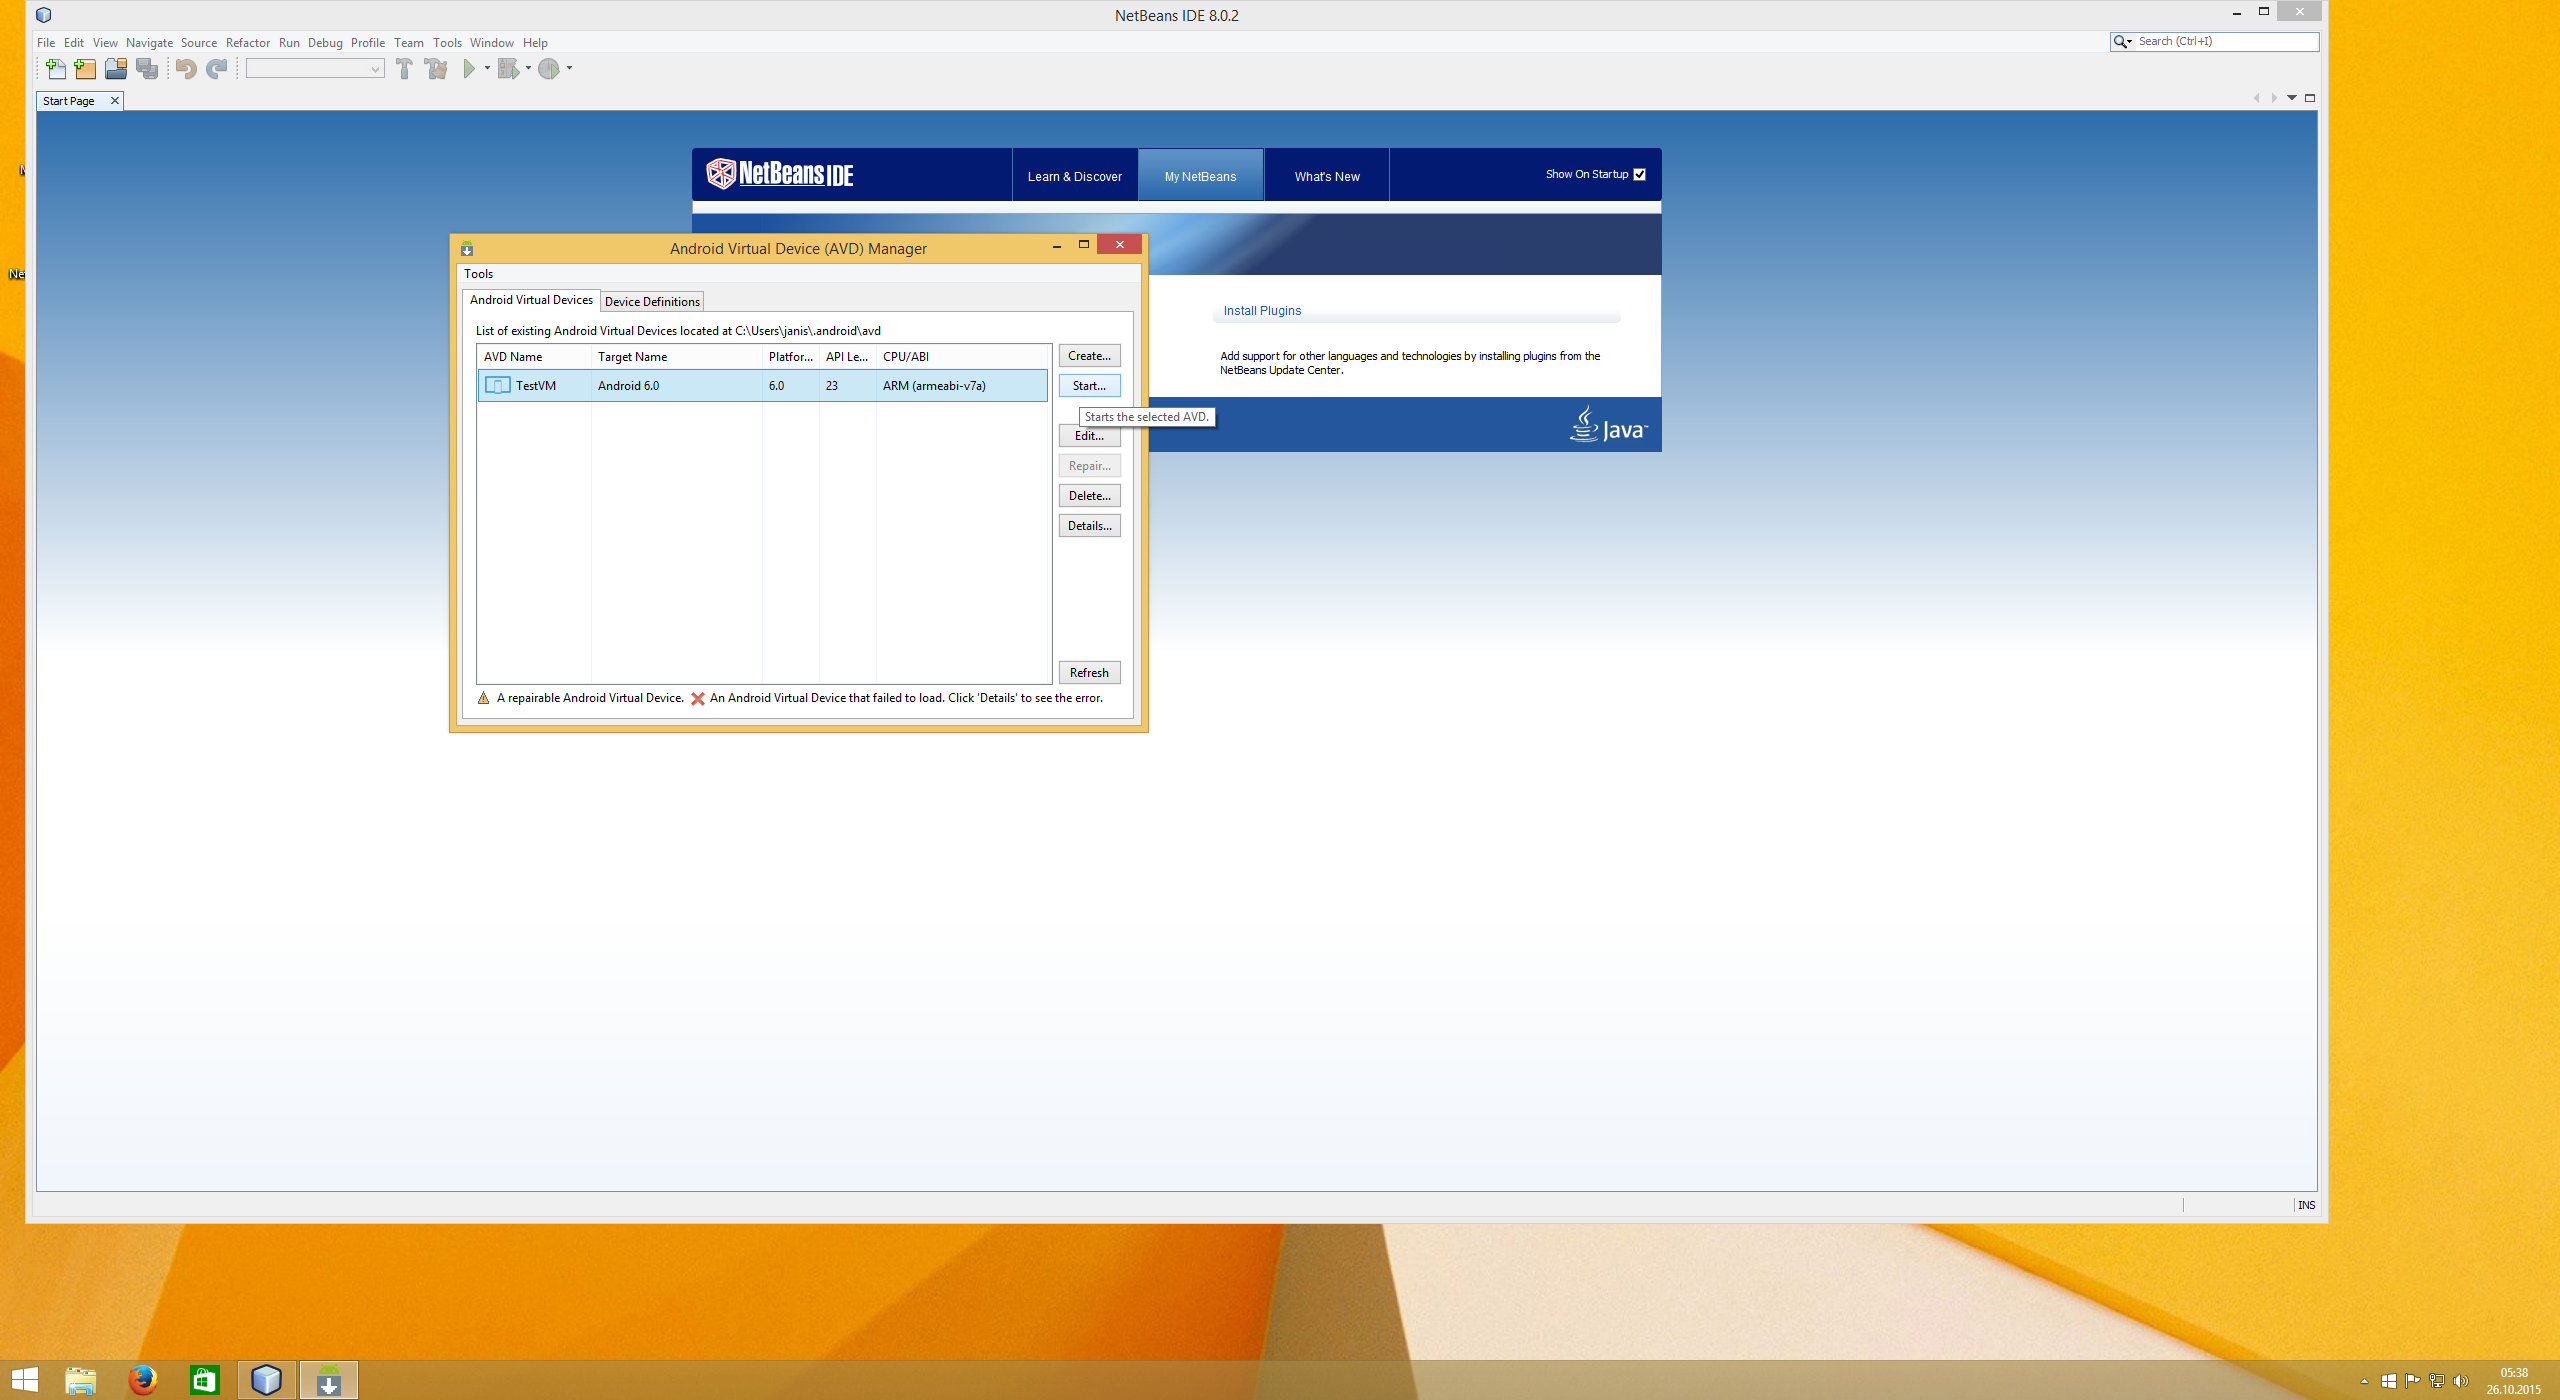 NetBeans IDE 8.0.2
File Edit View Navigate Source Refactor Run Debug Profile Team Tools Window Help
Search (Ctrl+I)
Start Page
NetBeans IDE
Learn & Discover
My NetBeans
What's New
Show On Startup
Android Virtual Device (AVD) Manager
Tools
Android Virtual Devices
Device Definitions
List of existing Android Virtual Devices located at C:\Users\janis\.android\avd
AVD Name Target Name Platfor... API Le... CPU/ABI
TestVM Android 6.0 6.0 23 ARM (armeabi-v7a)
Create...
Start...
Starts the selected AVD.
Edit...
Repair...
Delete...
Details...
Refresh
A repairable Android Virtual Device. An Android Virtual Device that failed to load. Click 'Details' to see the error.
Install Plugins
Add support for other languages and technologies by installing plugins from the
NetBeans Update Center.
Java™
INS
N
Ne
05:38
26.10.2015